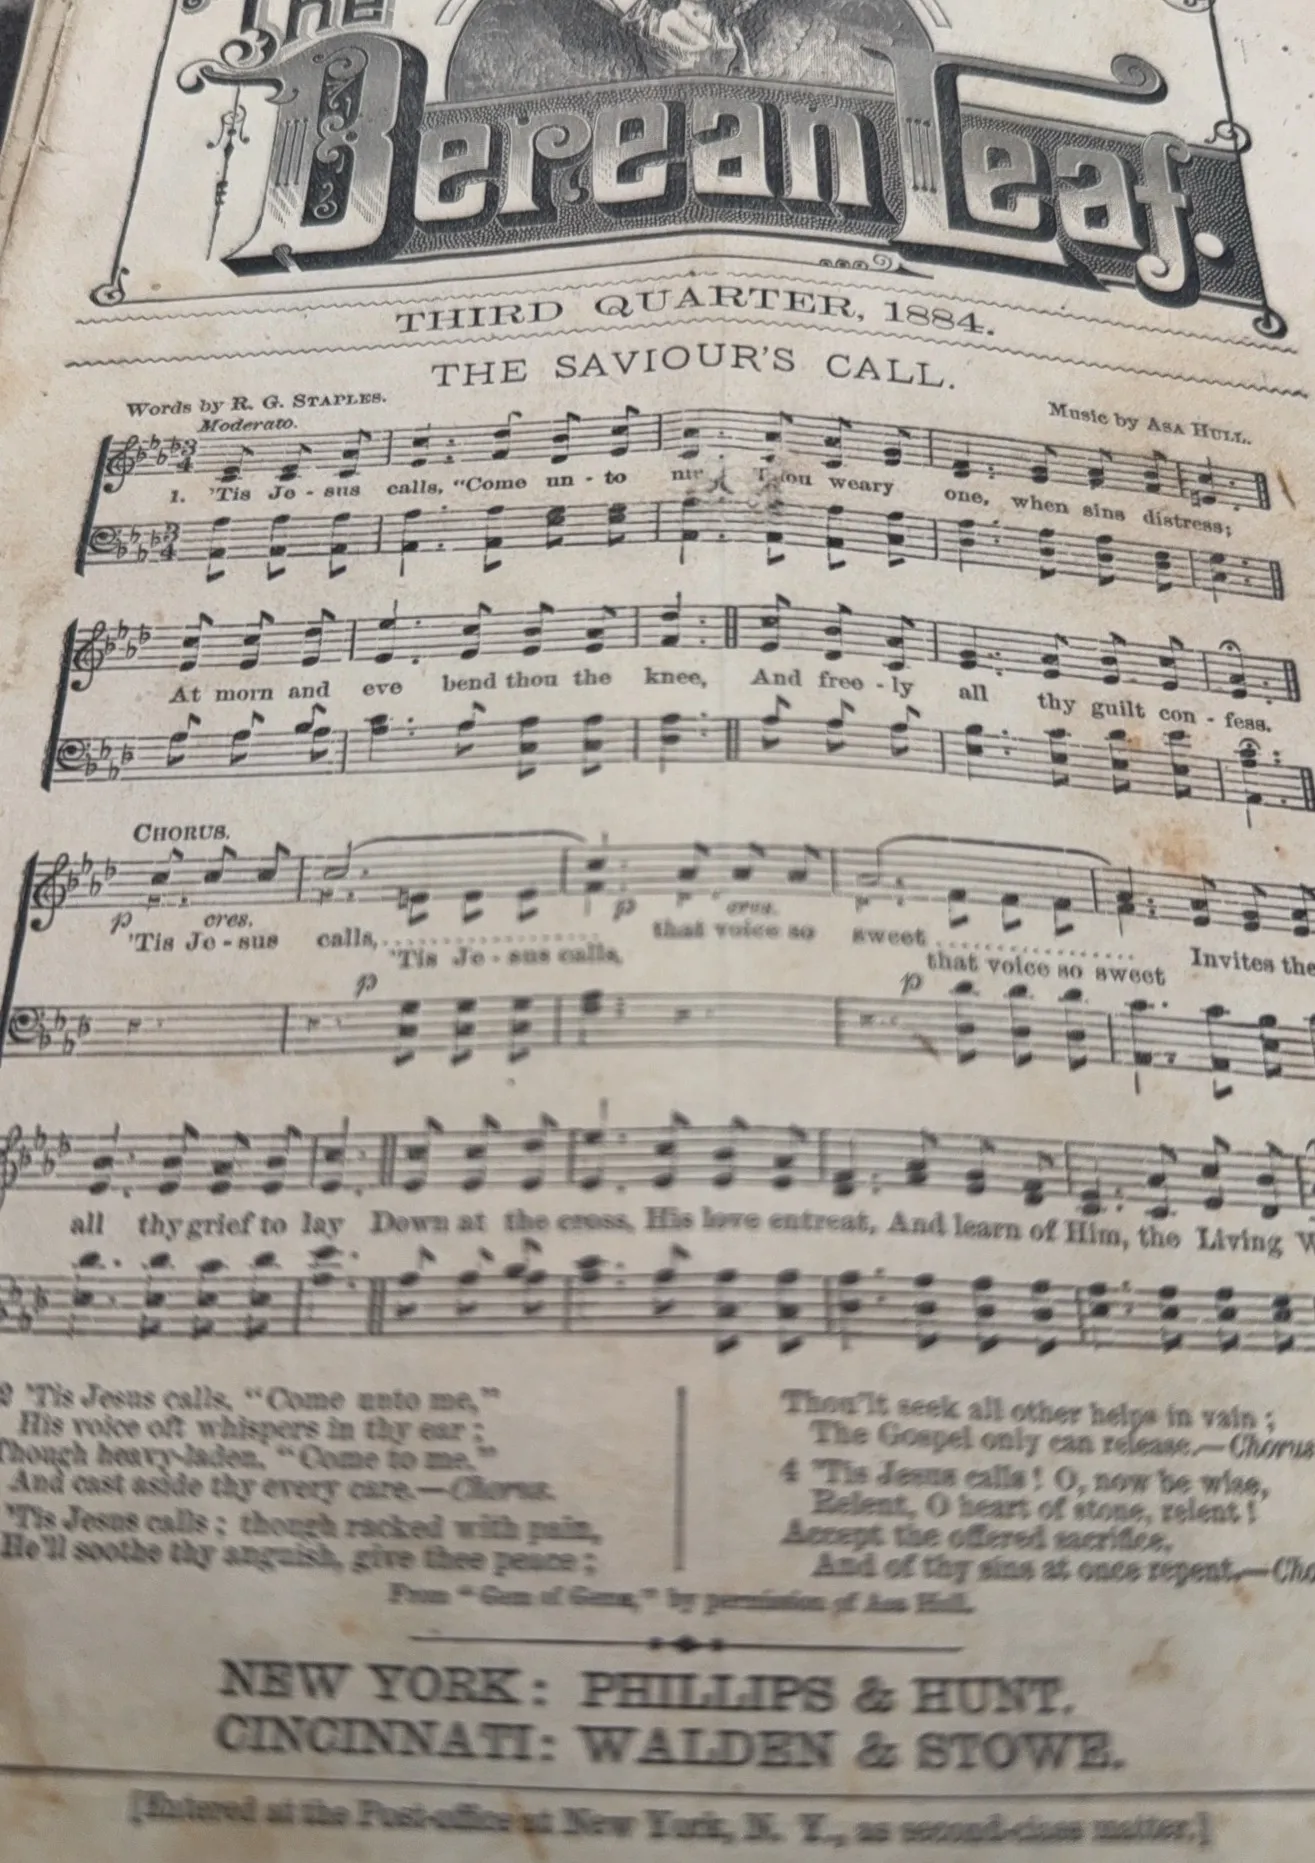 The
Berean Leaf.
THIRD QUARTER, 1884.
THE SAVIOUR'S CALL.
Words by R. G. STAPLES.
Music by ASA HULL.
Moderato.
1. 'Tis Je - sus calls, "Come un - to me, Thou weary one, when sins distress;
At morn and eve bend thou the knee, And free - ly all thy guilt con - fess.
CHORUS.
p cres. p cres.
'Tis Je - sus calls, that voice so sweet Invites the
'Tis Je - sus calls, that voice so sweet
p p
all thy grief to lay Down at the cross, His love entreat, And learn of Him, the Living
2 'Tis Jesus calls, "Come unto me,"
His voice oft whispers in thy ear;
Though heavy-laden, "Come to me,"
And cast aside thy every care.—Chorus.
'Tis Jesus calls; though racked with pain,
He'll soothe thy anguish, give thee peace;
Thou'lt seek all other helps in vain;
The Gospel only can release.—Chorus
4 'Tis Jesus calls! O, now be wise,
Relent, O heart of stone, relent!
Accept the offered sacrifice,
And of thy sins at once repent.—Cho
From "Gem of Gems," by permission of Asa Hull.
NEW YORK: PHILLIPS & HUNT.
CINCINNATI: WALDEN & STOWE.
[Entered at the Post-office at New York, N. Y., as second-class matter.]